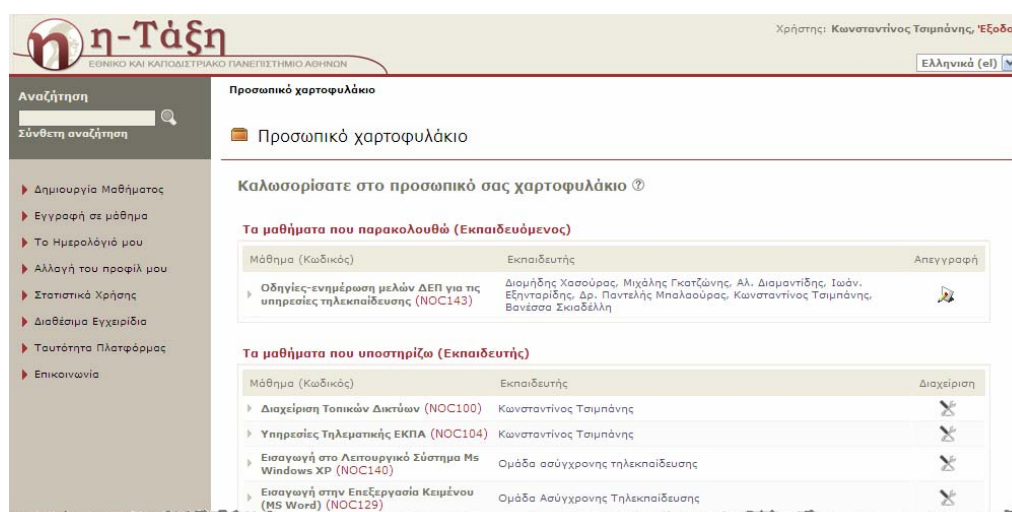 η-Τάξη
ΕΘΝΙΚΟ ΚΑΙ ΚΑΠΟΔΙΣΤΡΙΑΚΟ ΠΑΝΕΠΙΣΤΗΜΙΟ ΑΘΗΝΩΝ
Χρήστης: Κωνσταντίνος Τσιμπάνης, Έξοδο
Ελληνικά (el)
Αναζήτηση
Σύνθετη αναζήτηση
Δημιουργία Μαθήματος
Εγγραφή σε μάθημα
Το Ημερολόγιό μου
Αλλαγή του προφίλ μου
Στατιστικά Χρήσης
Διαθέσιμα Εγχειρίδια
Ταυτότητα Πλατφόρμας
Επικοινωνία
Προσωπικό χαρτοφυλάκιο
Προσωπικό χαρτοφυλάκιο
Καλωσορίσατε στο προσωπικό σας χαρτοφυλάκιο ?
Τα μαθήματα που παρακολουθώ (Εκπαιδευόμενος)
Μάθημα (Κωδικός) Εκπαιδευτής Απεγγραφή
Οδηγίες-ενημέρωση μελών ΔΕΠ για τις
υπηρεσίες τηλεκπαίδευσης (NOC143)
Διομήδης Χασούρας, Μιχάλης Γκατζώνης, Αλ. Διαμαντίδης, Ιωάν.
Εξηνταρίδης, Δρ. Παντελής Μπαλαούρας, Κωνσταντίνος Τσιμπάνης,
Βανέσσα Σκιαδέλλη
Τα μαθήματα που υποστηρίζω (Εκπαιδευτής)
Μάθημα (Κωδικός) Εκπαιδευτής Διαχείριση
Διαχείριση Τοπικών Δικτύων (NOC100) Κωνσταντίνος Τσιμπάνης
Υπηρεσίες Τηλεματικής ΕΚΠΑ (NOC104) Κωνσταντίνος Τσιμπάνης
Εισαγωγή στο Λειτουργικό Σύστημα Ms
Windows XP (NOC140)
Ομάδα ασύγχρονης τηλεκπαίδευσης
Εισαγωγή στην Επεξεργασία Κειμένου
(MS Word) (NOC129)
Ομάδα Ασύγχρονης Τηλεκπαίδευσης